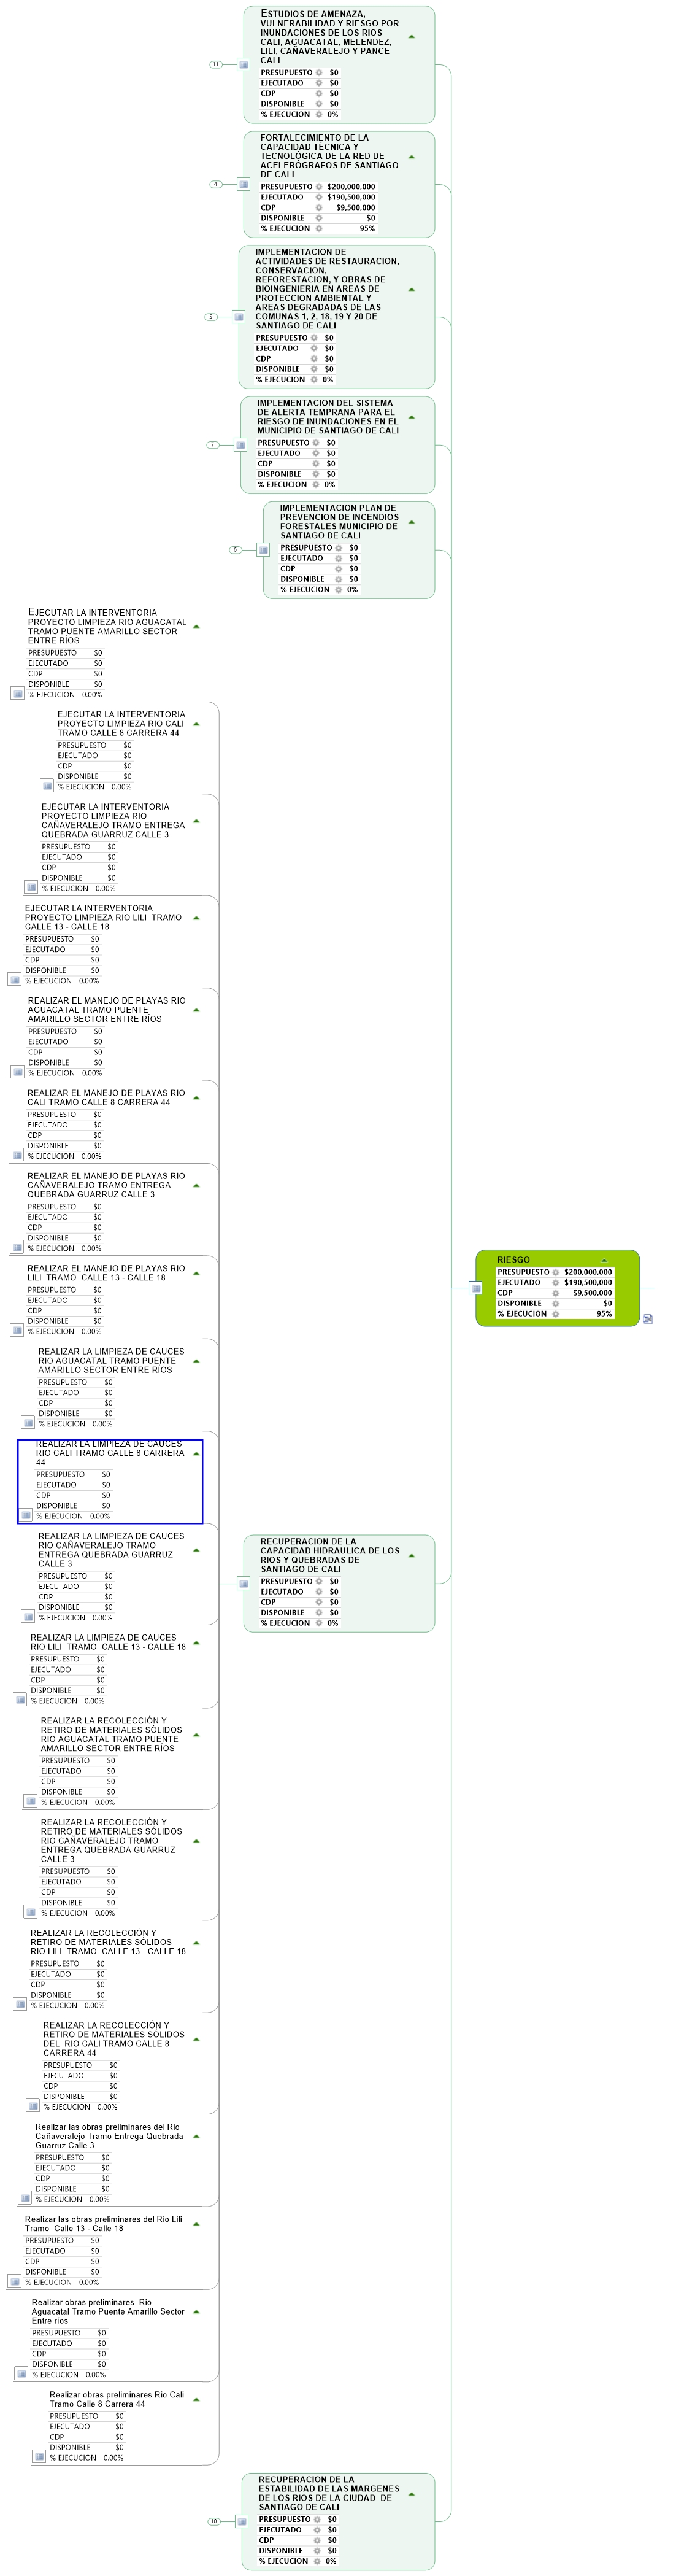 ESTUDIOS DE AMENAZA,
VULNERABILIDAD Y RIESGO POR
INUNDACIONES DE LOS RIOS
CALI, AGUACATAL, MELENDEZ,
LILI, CAÑAVERALEJO Y PANCE
CALI
11
PRESUPUESTO $0
EJECUTADO $0
CDP $0
DISPONIBLE $0
% EJECUCION 0%
FORTALECIMIENTO DE LA
CAPACIDAD TÉCNICA Y
TECNOLÓGICA DE LA RED DE
ACELERÓGRAFOS DE SANTIAGO
DE CALI
4
PRESUPUESTO $200,000,000
EJECUTADO $190,500,000
CDP $9,500,000
DISPONIBLE $0
% EJECUCION 95%
IMPLEMENTACION DE
ACTIVIDADES DE RESTAURACION,
CONSERVACION,
REFORESTACION, Y OBRAS DE
BIOINGENIERIA EN AREAS DE
PROTECCION AMBIENTAL Y
AREAS DEGRADADAS DE LAS
COMUNAS 1, 2, 18, 19 Y 20 DE
SANTIAGO DE CALI
5
PRESUPUESTO $0
EJECUTADO $0
CDP $0
DISPONIBLE $0
% EJECUCION 0%
IMPLEMENTACION DEL SISTEMA
DE ALERTA TEMPRANA PARA EL
RIESGO DE INUNDACIONES EN EL
MUNICIPIO DE SANTIAGO DE CALI
7
PRESUPUESTO $0
EJECUTADO $0
CDP $0
DISPONIBLE $0
% EJECUCION 0%
IMPLEMENTACION PLAN DE
PREVENCION DE INCENDIOS
FORESTALES MUNICIPIO DE
SANTIAGO DE CALI
6
PRESUPUESTO $0
EJECUTADO $0
CDP $0
DISPONIBLE $0
% EJECUCION 0%
EJECUTAR LA INTERVENTORIA
PROYECTO LIMPIEZA RIO AGUACATAL
TRAMO PUENTE AMARILLO SECTOR
ENTRE RÍOS
PRESUPUESTO $0
EJECUTADO $0
CDP $0
DISPONIBLE $0
% EJECUCION 0.00%
EJECUTAR LA INTERVENTORIA
PROYECTO LIMPIEZA RIO CALI
TRAMO CALLE 8 CARRERA 44
PRESUPUESTO $0
EJECUTADO $0
CDP $0
DISPONIBLE $0
% EJECUCION 0.00%
EJECUTAR LA INTERVENTORIA
PROYECTO LIMPIEZA RIO
CAÑAVERALEJO TRAMO ENTREGA
QUEBRADA GUARRUZ CALLE 3
PRESUPUESTO $0
EJECUTADO $0
CDP $0
DISPONIBLE $0
% EJECUCION 0.00%
EJECUTAR LA INTERVENTORIA
PROYECTO LIMPIEZA RIO LILI TRAMO
CALLE 13 - CALLE 18
PRESUPUESTO $0
EJECUTADO $0
CDP $0
DISPONIBLE $0
% EJECUCION 0.00%
REALIZAR EL MANEJO DE PLAYAS RIO
AGUACATAL TRAMO PUENTE
AMARILLO SECTOR ENTRE RÍOS
PRESUPUESTO $0
EJECUTADO $0
CDP $0
DISPONIBLE $0
% EJECUCION 0.00%
REALIZAR EL MANEJO DE PLAYAS RIO
CALI TRAMO CALLE 8 CARRERA 44
PRESUPUESTO $0
EJECUTADO $0
CDP $0
DISPONIBLE $0
% EJECUCION 0.00%
REALIZAR EL MANEJO DE PLAYAS RIO
CAÑAVERALEJO TRAMO ENTREGA
QUEBRADA GUARRUZ CALLE 3
PRESUPUESTO $0
EJECUTADO $0
CDP $0
DISPONIBLE $0
% EJECUCION 0.00%
REALIZAR EL MANEJO DE PLAYAS RIO
LILI TRAMO CALLE 13 - CALLE 18
PRESUPUESTO $0
EJECUTADO $0
CDP $0
DISPONIBLE $0
% EJECUCION 0.00%
RIESGO
PRESUPUESTO $200,000,000
EJECUTADO $190,500,000
CDP $9,500,000
DISPONIBLE $0
% EJECUCION 95%
REALIZAR LA LIMPIEZA DE CAUCES
RIO AGUACATAL TRAMO PUENTE
AMARILLO SECTOR ENTRE RÍOS
PRESUPUESTO $0
EJECUTADO $0
CDP $0
DISPONIBLE $0
% EJECUCION 0.00%
REALIZAR LA LIMPIEZA DE CAUCES
RIO CALI TRAMO CALLE 8 CARRERA
44
PRESUPUESTO $0
EJECUTADO $0
CDP $0
DISPONIBLE $0
% EJECUCION 0.00%
REALIZAR LA LIMPIEZA DE CAUCES
RIO CAÑAVERALEJO TRAMO
ENTREGA QUEBRADA GUARRUZ
CALLE 3
PRESUPUESTO $0
EJECUTADO $0
CDP $0
DISPONIBLE $0
% EJECUCION 0.00%
RECUPERACION DE LA
CAPACIDAD HIDRAULICA DE LOS
RIOS Y QUEBRADAS DE
SANTIAGO DE CALI
PRESUPUESTO $0
EJECUTADO $0
CDP $0
DISPONIBLE $0
% EJECUCION 0%
REALIZAR LA LIMPIEZA DE CAUCES
RIO LILI TRAMO CALLE 13 - CALLE 18
PRESUPUESTO $0
EJECUTADO $0
CDP $0
DISPONIBLE $0
% EJECUCION 0.00%
REALIZAR LA RECOLECCIÓN Y
RETIRO DE MATERIALES SÓLIDOS
RIO AGUACATAL TRAMO PUENTE
AMARILLO SECTOR ENTRE RÍOS
PRESUPUESTO $0
EJECUTADO $0
CDP $0
DISPONIBLE $0
% EJECUCION 0.00%
REALIZAR LA RECOLECCIÓN Y
RETIRO DE MATERIALES SÓLIDOS
RIO CAÑAVERALEJO TRAMO
ENTREGA QUEBRADA GUARRUZ
CALLE 3
PRESUPUESTO $0
EJECUTADO $0
CDP $0
DISPONIBLE $0
% EJECUCION 0.00%
REALIZAR LA RECOLECCIÓN Y
RETIRO DE MATERIALES SÓLIDOS
RIO LILI TRAMO CALLE 13 - CALLE 18
PRESUPUESTO $0
EJECUTADO $0
CDP $0
DISPONIBLE $0
% EJECUCION 0.00%
REALIZAR LA RECOLECCIÓN Y
RETIRO DE MATERIALES SÓLIDOS
DEL RIO CALI TRAMO CALLE 8
CARRERA 44
PRESUPUESTO $0
EJECUTADO $0
CDP $0
DISPONIBLE $0
% EJECUCION 0.00%
Realizar las obras preliminares del Rio
Cañaveralejo Tramo Entrega Quebrada
Guarruz Calle 3
PRESUPUESTO $0
EJECUTADO $0
CDP $0
DISPONIBLE $0
% EJECUCION 0.00%
Realizar las obras preliminares del Rio Lili
Tramo Calle 13 - Calle 18
PRESUPUESTO $0
EJECUTADO $0
CDP $0
DISPONIBLE $0
% EJECUCION 0.00%
Realizar obras preliminares Rio
Aguacatal Tramo Puente Amarillo Sector
Entre ríos
PRESUPUESTO $0
EJECUTADO $0
CDP $0
DISPONIBLE $0
% EJECUCION 0.00%
Realizar obras preliminares Rio Cali
Tramo Calle 8 Carrera 44
PRESUPUESTO $0
EJECUTADO $0
CDP $0
DISPONIBLE $0
% EJECUCION 0.00%
RECUPERACION DE LA
ESTABILIDAD DE LAS MARGENES
DE LOS RIOS DE LA CIUDAD DE
SANTIAGO DE CALI
10
PRESUPUESTO $0
EJECUTADO $0
CDP $0
DISPONIBLE $0
% EJECUCION 0%